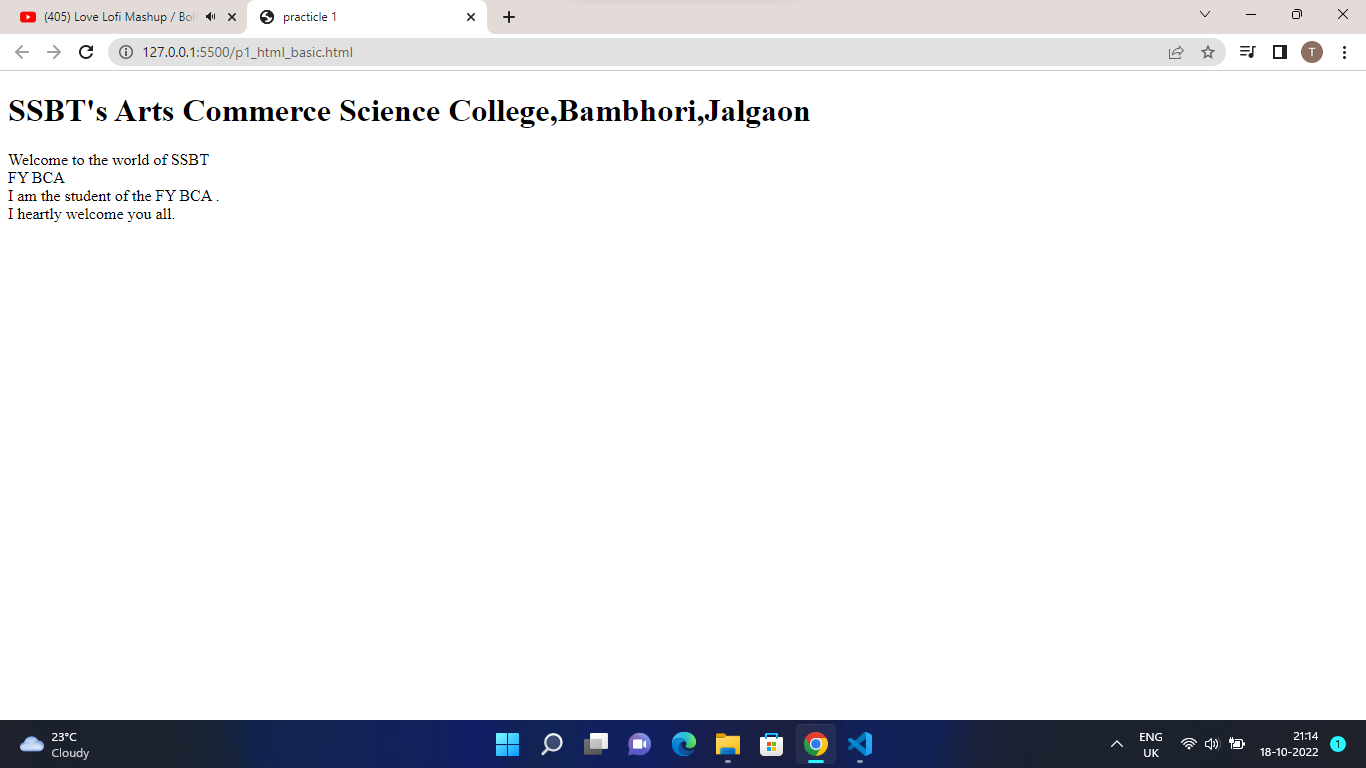 (405) Love Lofi Mashup / Bol
practicle 1
127.0.0.1:5500/p1_html_basic.html
T
SSBT's Arts Commerce Science College,Bambhori,Jalgaon
Welcome to the world of SSBT
FY BCA
I am the student of the FY BCA .
I heartly welcome you all.
23°C
Cloudy
ENG
UK
21:14
18-10-2022
1